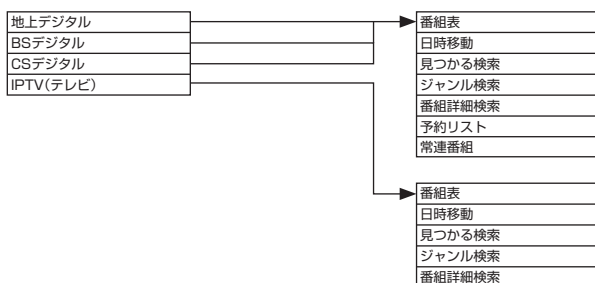 地上デジタル
BSデジタル
CSデジタル
IPTV(テレビ)
番組表
日時移動
見つかる検索
ジャンル検索
番組詳細検索
予約リスト
常連番組
番組表
日時移動
見つかる検索
ジャンル検索
番組詳細検索